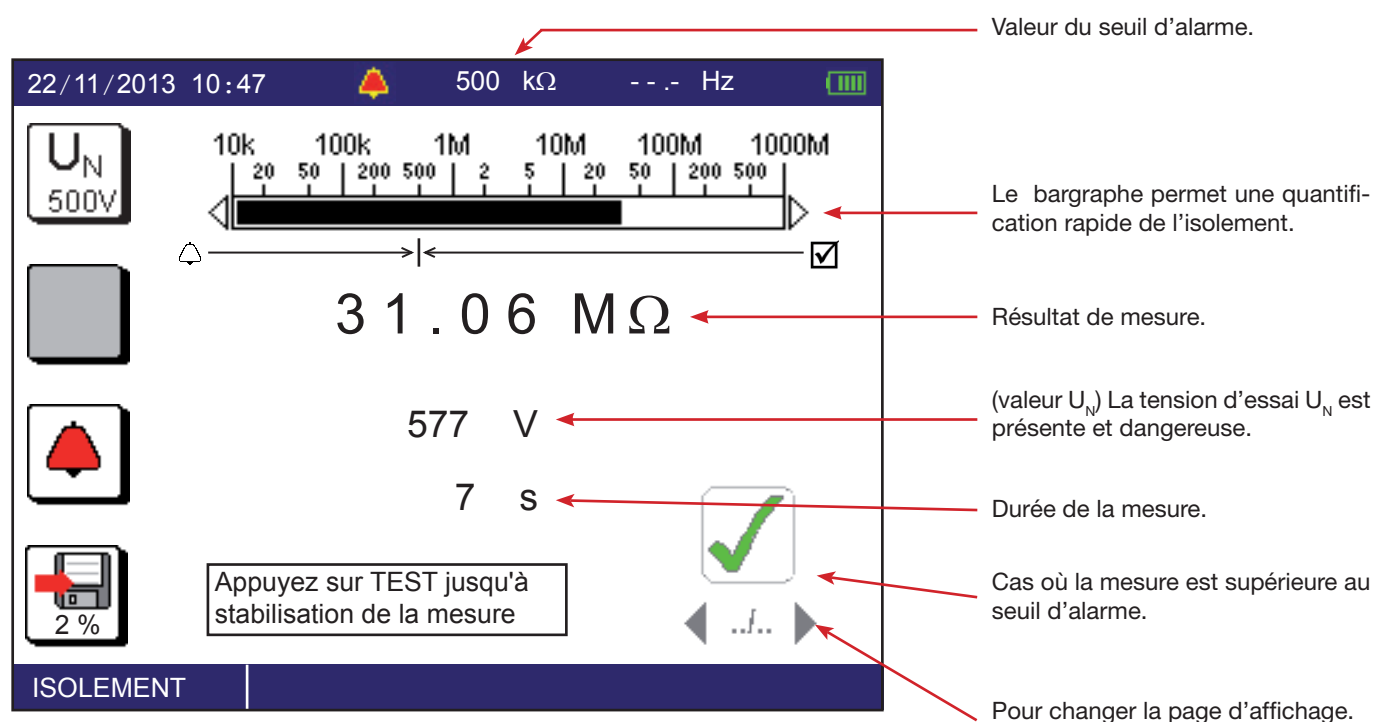 Valeur du seuil d'alarme.
22/11/2013 10:47 500 kΩ - - .- Hz
U_N
500V
10k 100k 1M 10M 100M 1000M
20 50 200 500 2 5 20 50 200 500
Le bargraphe permet une quantifi-
cation rapide de l'isolement.
31.06 MΩ
Résultat de mesure.
577 V
(valeur U_N) La tension d'essai U_N est
présente et dangereuse.
7 s
Durée de la mesure.
2 %
Appuyez sur TEST jusqu'à
stabilisation de la mesure
Cas où la mesure est supérieure au
seuil d'alarme.
../..
ISOLEMENT
Pour changer la page d'affichage.